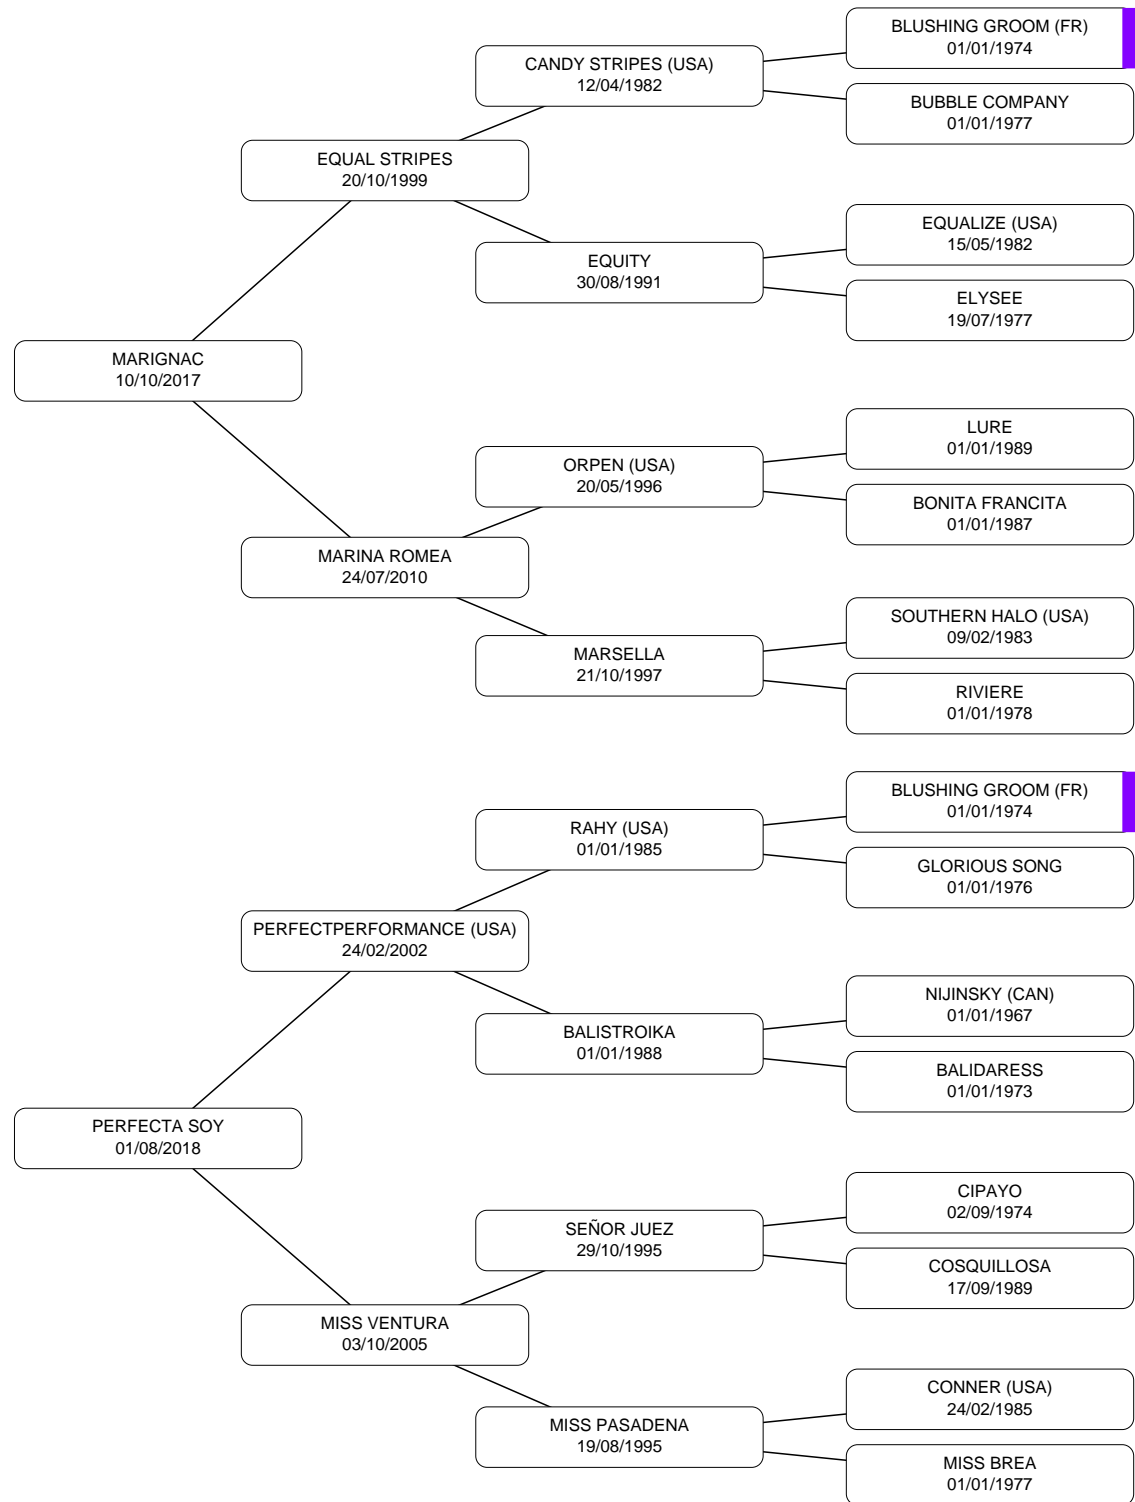 BLUSHING GROOM (FR)
01/01/1974
CANDY STRIPES (USA)
12/04/1982
BUBBLE COMPANY
01/01/1977
EQUAL STRIPES
20/10/1999
EQUALIZE (USA)
15/05/1982
EQUITY
30/08/1991
ELYSEE
19/07/1977
MARIGNAC
10/10/2017
LURE
01/01/1989
ORPEN (USA)
20/05/1996
BONITA FRANCITA
01/01/1987
MARINA ROMEA
24/07/2010
SOUTHERN HALO (USA)
09/02/1983
MARSELLA
21/10/1997
RIVIERE
01/01/1978
BLUSHING GROOM (FR)
01/01/1974
RAHY (USA)
01/01/1985
GLORIOUS SONG
01/01/1976
PERFECTPERFORMANCE (USA)
24/02/2002
NIJINSKY (CAN)
01/01/1967
BALISTROIKA
01/01/1988
BALIDARESS
01/01/1973
PERFECTA SOY
01/08/2018
CIPAYO
02/09/1974
SEÑOR JUEZ
29/10/1995
COSQUILLOSA
17/09/1989
MISS VENTURA
03/10/2005
CONNER (USA)
24/02/1985
MISS PASADENA
19/08/1995
MISS BREA
01/01/1977